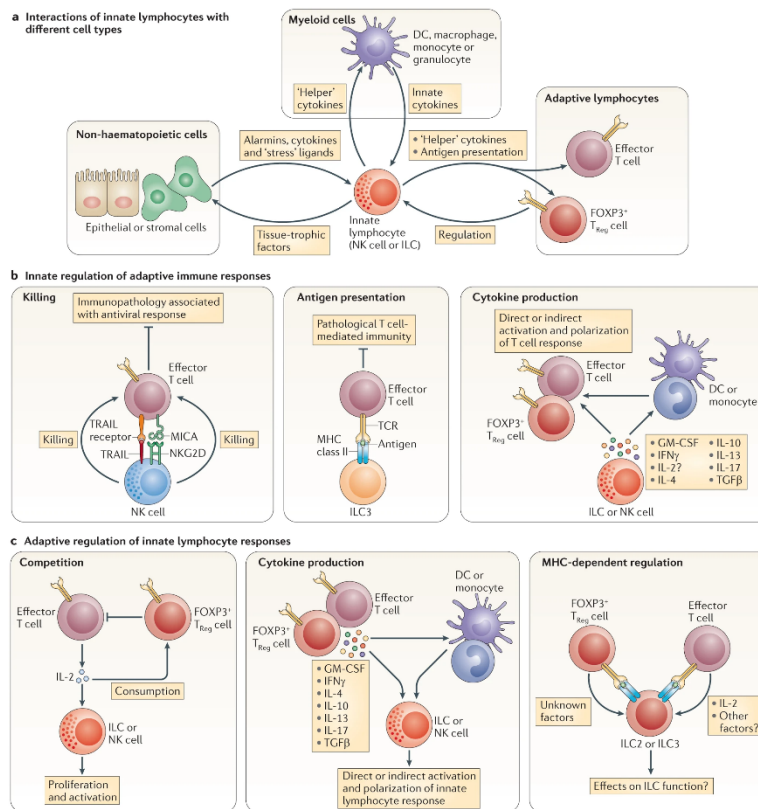 a Interactions of innate lymphocytes with
different cell types
Myeloid cells
DC, macrophage,
monocyte or
granulocyte
'Helper'
cytokines
Innate
cytokines
Adaptive lymphocytes
Non-haematopoietic cells
Alarmins, cytokines
and 'stress' ligands
• 'Helper' cytokines
• Antigen presentation
Effector
T cell
Epithelial or stromal cells
Tissue-trophic
factors
Innate
lymphocyte
(NK cell or ILC)
Regulation
FOXP3⁺
T_Reg cell
b Innate regulation of adaptive immune responses
Killing
Immunopathology associated
with antiviral response
Effector
T cell
TRAIL
receptor
MICA
Killing
Killing
TRAIL
NKG2D
NK cell
Antigen presentation
Pathological T cell-
mediated immunity
Effector
T cell
TCR
MHC
class II
Antigen
ILC3
Cytokine production
Direct or indirect
activation and polarization
of T cell response
Effector
T cell
DC or
monocyte
FOXP3⁺
T_Reg cell
• GM-CSF
• IFNγ
• IL-2?
• IL-4
• IL-10
• IL-13
• IL-17
• TGFβ
ILC or NK cell
c Adaptive regulation of innate lymphocyte responses
Competition
Effector
T cell
FOXP3⁺
T_Reg cell
IL-2
Consumption
ILC or
NK cell
Proliferation
and activation
Cytokine production
Effector
T cell
DC or
monocyte
FOXP3⁺
T_Reg cell
• GM-CSF
• IFNγ
• IL-4
• IL-10
• IL-13
• IL-17
• TGFβ
ILC or
NK cell
Direct or indirect activation
and polarization of innate
lymphocyte response
MHC-dependent regulation
FOXP3⁺
T_Reg cell
Effector
T cell
Unknown
factors
• IL-2
• Other
factors?
ILC2 or ILC3
Effects on ILC function?